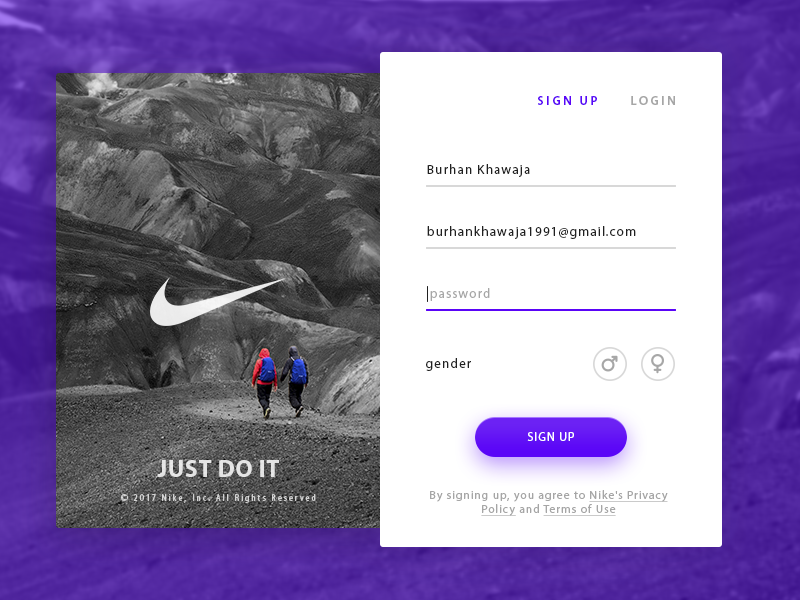 SIGN UP LOGIN
Burhan Khawaja
burhankhawaja1991@gmail.com
password
gender
SIGN UP
By signing up, you agree to Nike's Privacy
Policy and Terms of Use
JUST DO IT
© 2017 Nike, Inc. All Rights Reserved